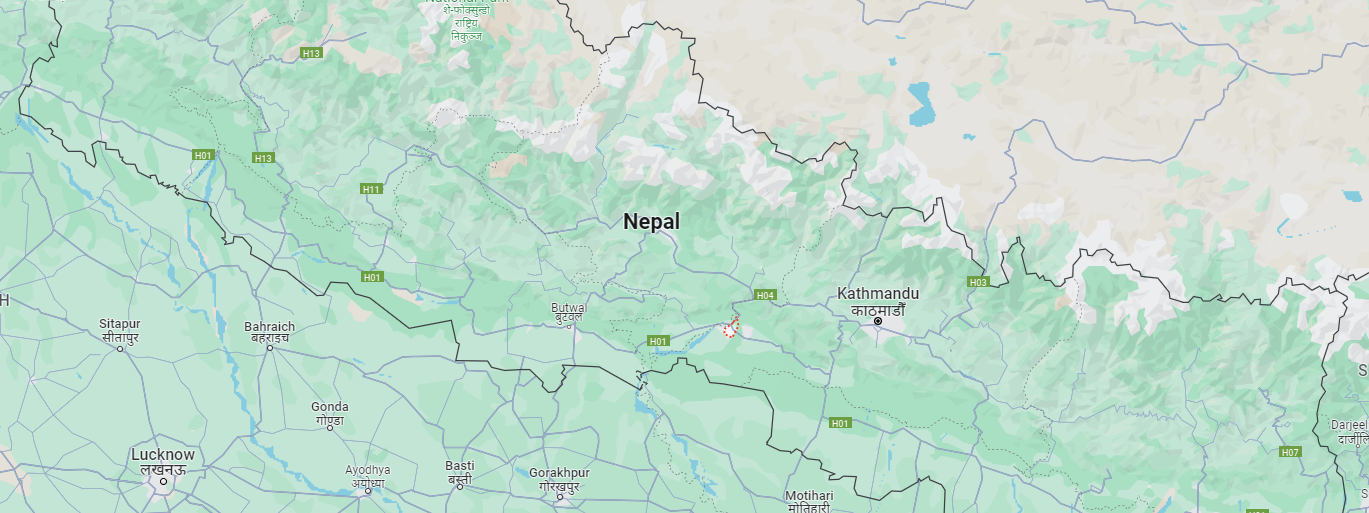 शे-फोक्सुन्डो
राष्ट्रिय
निकुञ्ज
H13
H01
H13
H11
Nepal
H01
H03
H04
Kathmandu
काठमाडौँ
H
Butwal
बुटवल
Sitapur
सीतापुर
Bahraich
बहराइच
H01
S
Gonda
गोण्डा
H01
Darjeel
दार्जीलि
H07
Lucknow
लखनऊ
Ayodhya
अयोध्या
Basti
बस्ती
Gorakhpur
गोरखपुर
Motihari
मोतिहारी
S